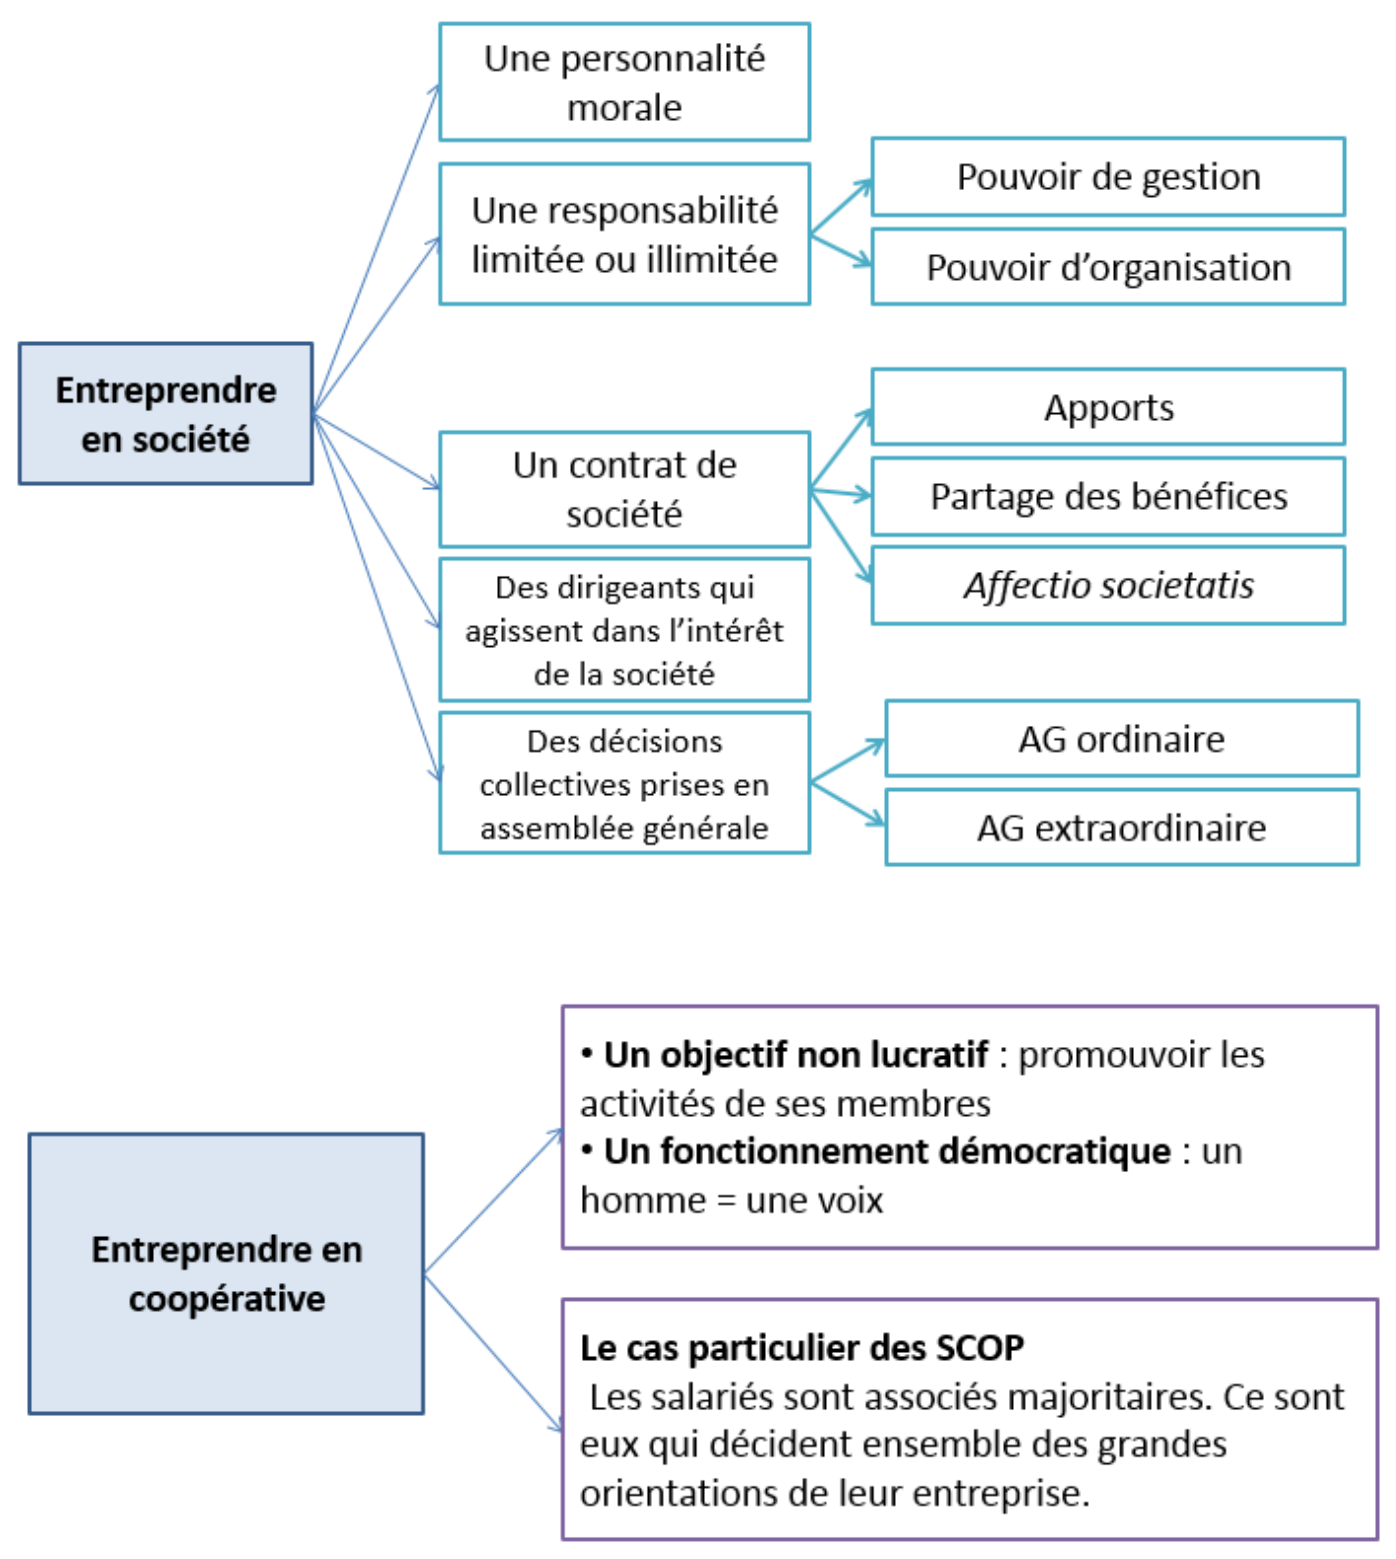 Une personnalité
morale
Une responsabilité
limitée ou illimitée
Pouvoir de gestion
Pouvoir d’organisation
Entreprendre
en société
Un contrat de
société
Apports
Partage des bénéfices
Affectio societatis
Des dirigeants qui
agissent dans l’intérêt
de la société
Des décisions
collectives prises en
assemblée générale
AG ordinaire
AG extraordinaire
Entreprendre en
coopérative
• Un objectif non lucratif : promouvoir les
activités de ses membres
• Un fonctionnement démocratique : un
homme = une voix
Le cas particulier des SCOP
Les salariés sont associés majoritaires. Ce sont
eux qui décident ensemble des grandes
orientations de leur entreprise.